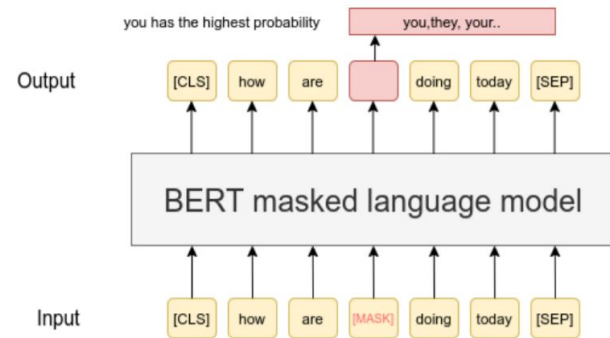 you has the highest probability
you,they, your..
Output
[CLS]
how
are
doing
today
[SEP]
BERT masked language model
Input
[CLS]
how
are
[MASK]
doing
today
[SEP]